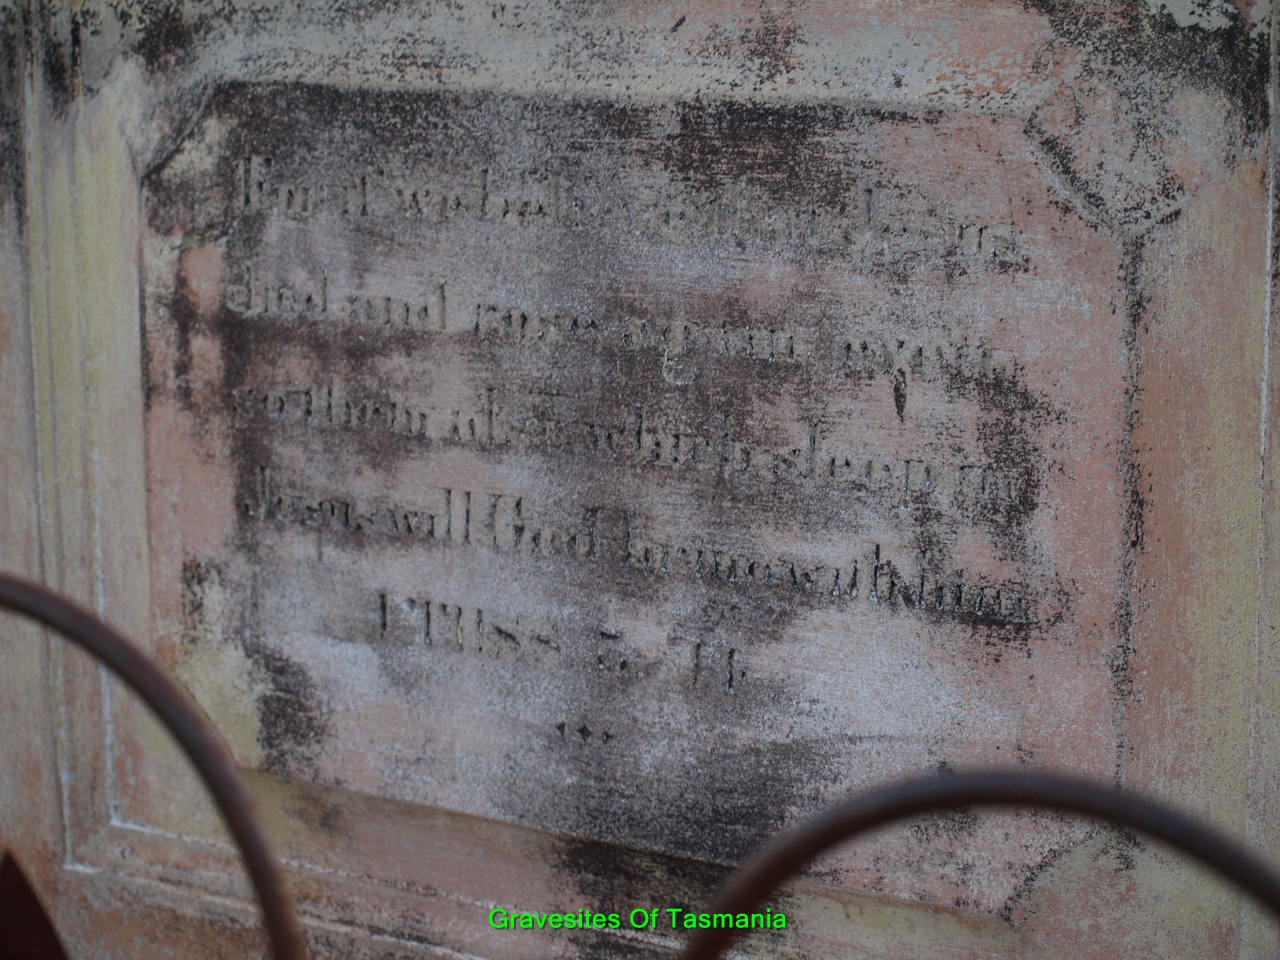 For if we believe that Jesus
died and rose again even
so them also which sleep in
Jesus will God bring with him
I THESS.
Gravesites Of Tasmania